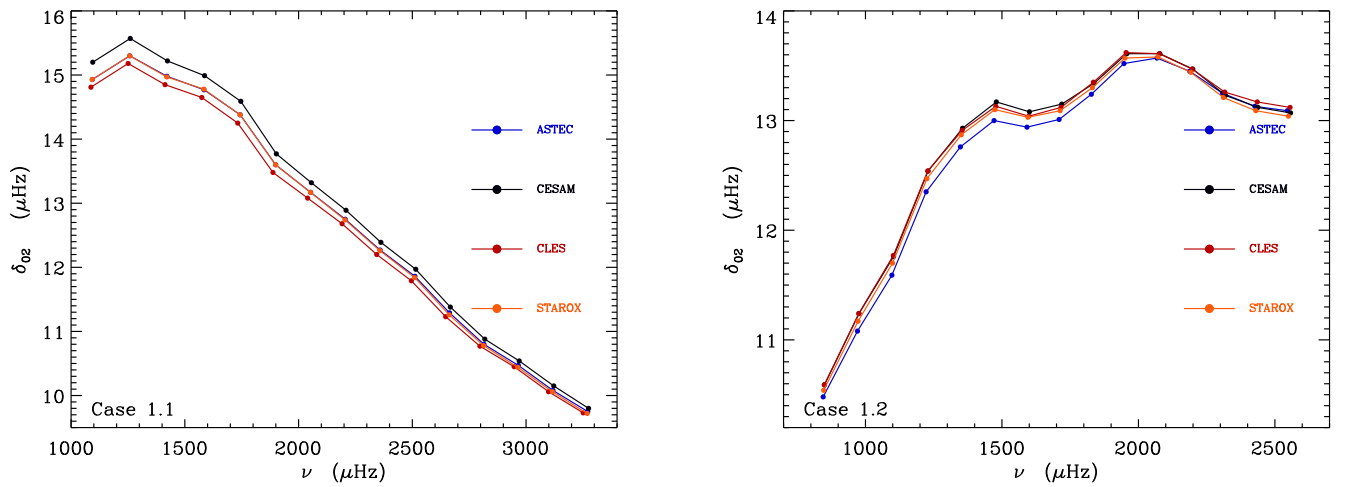 16
15
14
13
12
11
10
δ02 (μHz)
ASTEC
CESAM
CLES
STAROX
Case 1.1
1000 1500 2000 2500 3000
ν (μHz)
14
13
12
11
δ02 (μHz)
ASTEC
CESAM
CLES
STAROX
Case 1.2
1000 1500 2000 2500
ν (μHz)